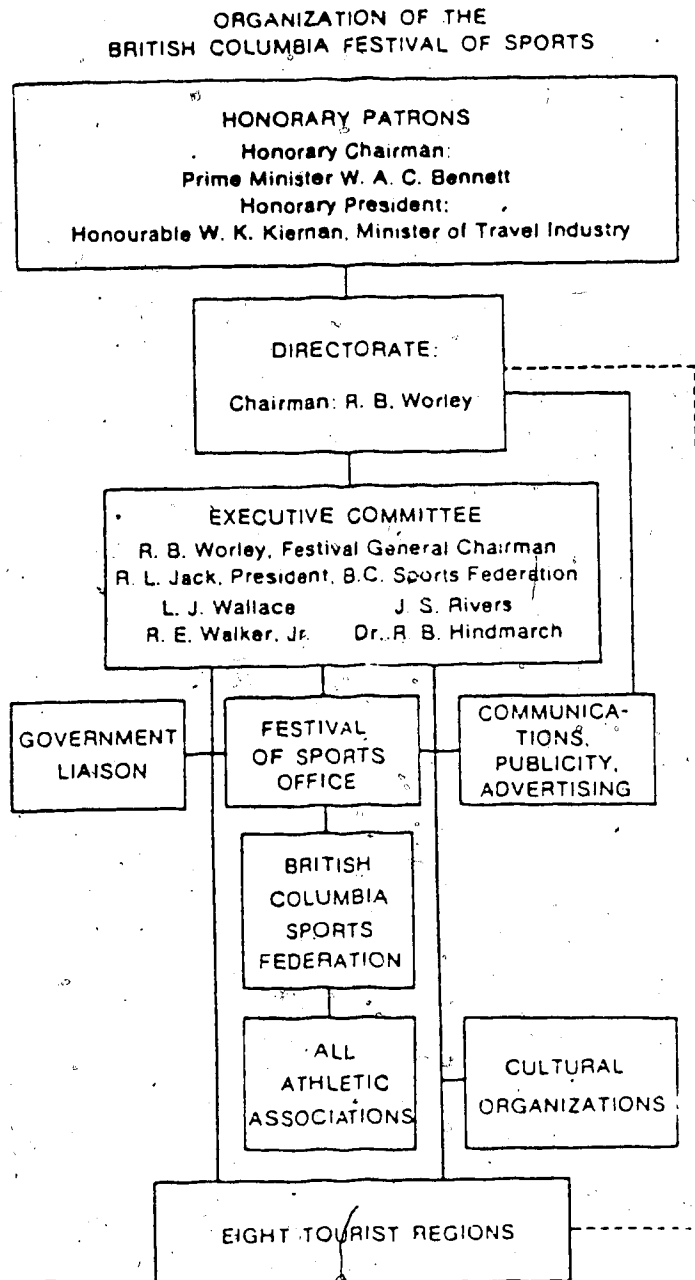 ORGANIZATION OF THE
BRITISH COLUMBIA FESTIVAL OF SPORTS
HONORARY PATRONS
Honorary Chairman:
Prime Minister W. A. C. Bennett
Honorary President:
Honourable W. K. Kiernan, Minister of Travel Industry
DIRECTORATE:
Chairman: R. B. Worley
EXECUTIVE COMMITTEE
R. B. Worley, Festival General Chairman
R. L. Jack, President, B.C. Sports Federation
L. J. Wallace J. S. Rivers
R. E. Walker, Jr. Dr. R. B. Hindmarch
GOVERNMENT
LIAISON
FESTIVAL
OF SPORTS
OFFICE
COMMUNICA-
TIONS,
PUBLICITY,
ADVERTISING
BRITISH
COLUMBIA
SPORTS
FEDERATION
ALL
ATHLETIC
ASSOCIATIONS
CULTURAL
ORGANIZATIONS
EIGHT TOURIST REGIONS